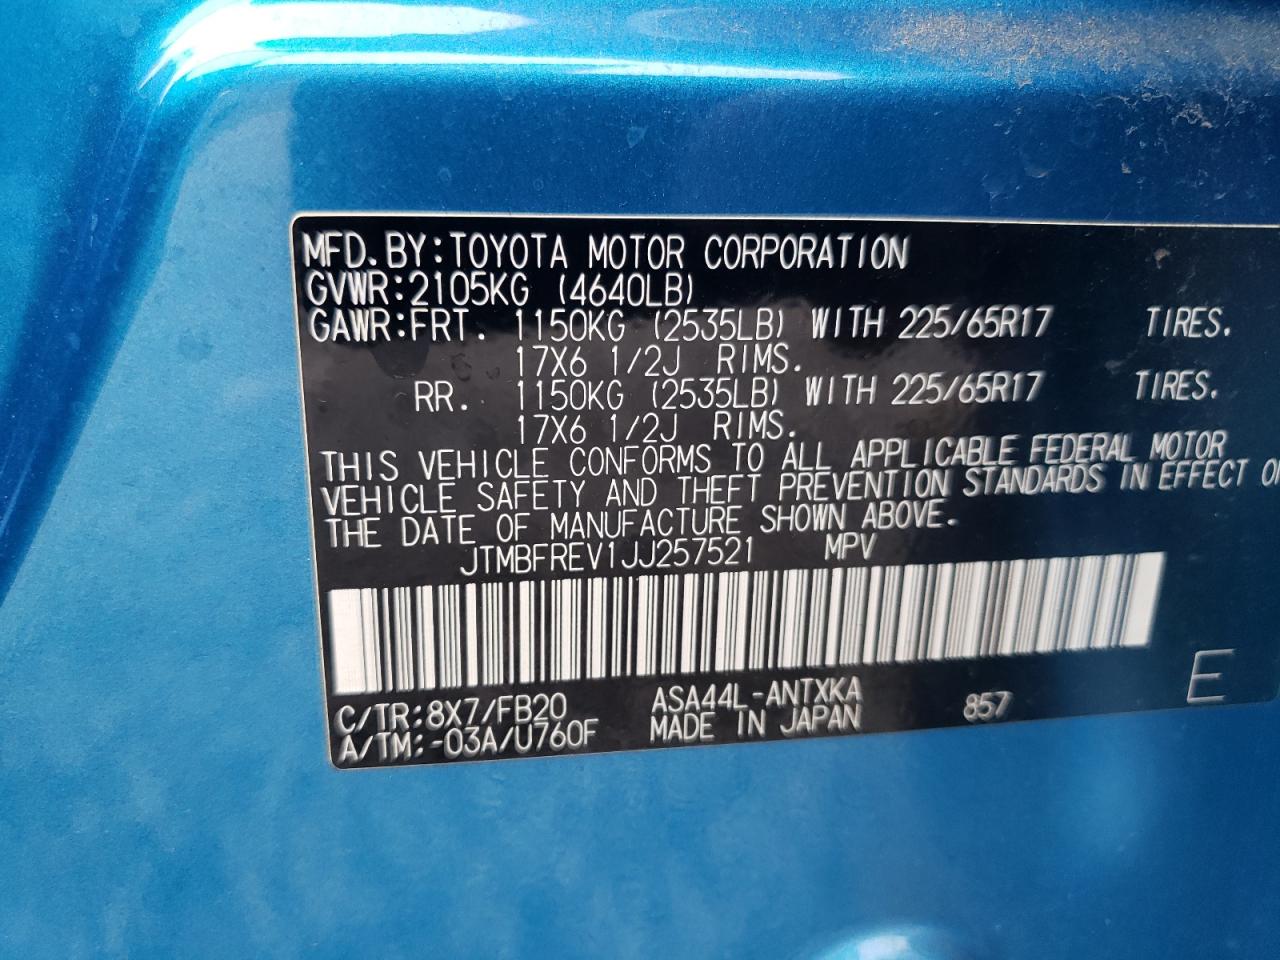 MFD.BY:TOYOTA MOTOR CORPORATION
GVWR:2105KG (4640LB)
GAWR:FRT. 1150KG (2535LB) WITH 225/65R17 TIRES.
17X6 1/2J RIMS.
RR. 1150KG (2535LB) WITH 225/65R17 TIRES.
17X6 1/2J RIMS.
THIS VEHICLE CONFORMS TO ALL APPLICABLE FEDERAL MOTOR
VEHICLE SAFETY AND THEFT PREVENTION STANDARDS IN EFFECT
THE DATE OF MANUFACTURE SHOWN ABOVE.
JTMBFREV1JJ257521 MPV
C/TR:8X7/FB20 ASA44L-ANTXKA
A/TM:-03A/U760F MADE IN JAPAN 857 E